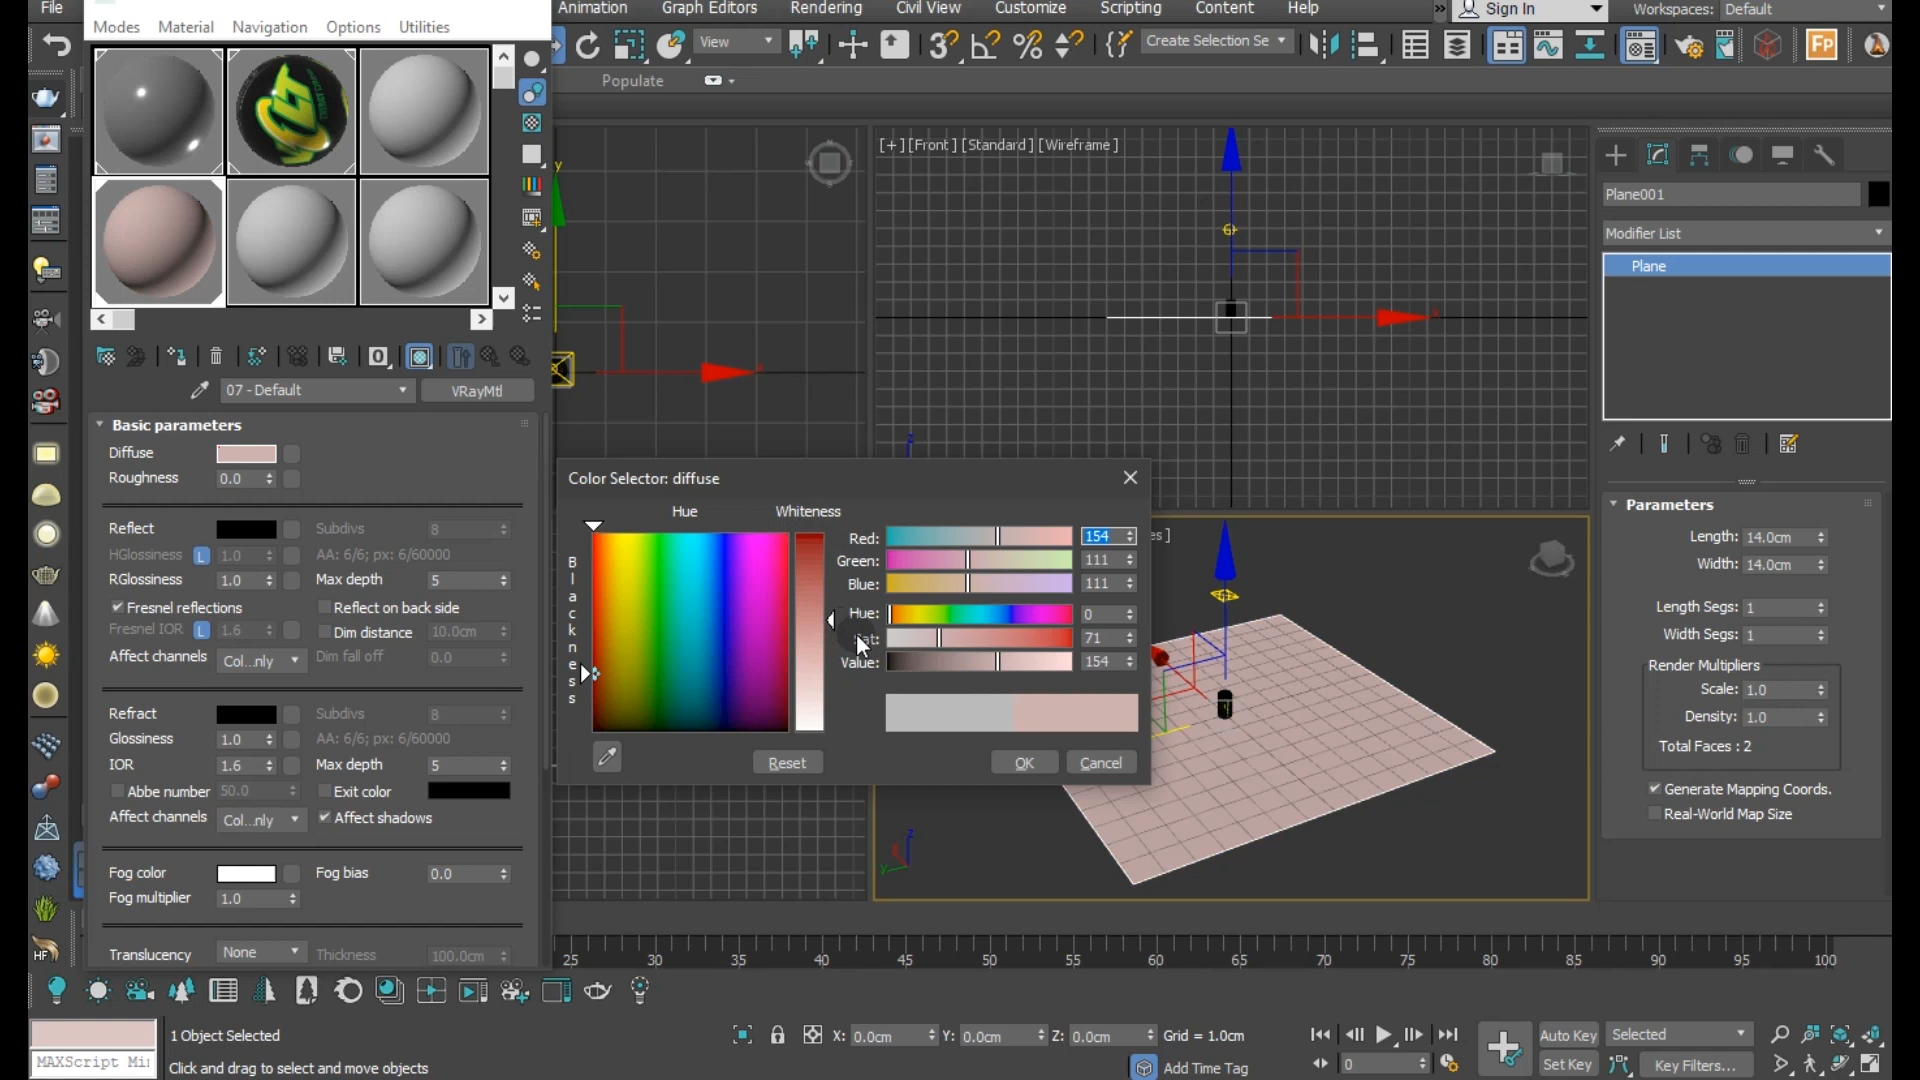 File
Animation
Graph Editors
Rendering
Civil View
Customize
Scripting
Content
Help
Sign In
Workspaces:
Default
Modes
Material
Navigation
Options
Utilities
View
Create Selection Se
Populate
[+] [Front ] [Standard ] [Wireframe ]
y
Plane001
Modifier List
Plane
07 - Default
VRayMtl
Basic parameters
Diffuse
Roughness
0.0
Reflect
Subdivs
8
HGlossiness
L
1.0
AA: 6/6; px: 6/60000
RGlossiness
1.0
Max depth
5
Fresnel reflections
Reflect on back side
Fresnel IOR
L
1.6
Dim distance
10.0cm
Affect channels
Col...nly
Dim fall off
0.0
Refract
Subdivs
8
Glossiness
1.0
AA: 6/6; px: 6/60000
IOR
1.6
Max depth
5
Abbe number
50.0
Exit color
Affect channels
Col...nly
Affect shadows
Fog color
Fog bias
0.0
Fog multiplier
1.0
Translucency
None
Thickness
100.0cm
Color Selector: diffuse
Hue
Whiteness
Blackness
Red:
154
Green:
111
Blue:
111
Hue:
0
71
Value:
154
Reset
OK
Cancel
es ]
z
y
Parameters
Length:
14.0cm
Width:
14.0cm
Length Segs:
1
Width Segs:
1
Render Multipliers
Scale:
1.0
Density:
1.0
Total Faces : 2
Generate Mapping Coords.
Real-World Map Size
HF
25 30 35 40 45 50 55 60 65 70 75 80 85 90 95 100
1 Object Selected
MAXScript Mi
Click and drag to select and move objects
X:
0.0cm
Y:
0.0cm
Z:
0.0cm
Grid = 1.0cm
Add Time Tag
0
Auto Key
Selected
Set Key
Key Filters...
Fp